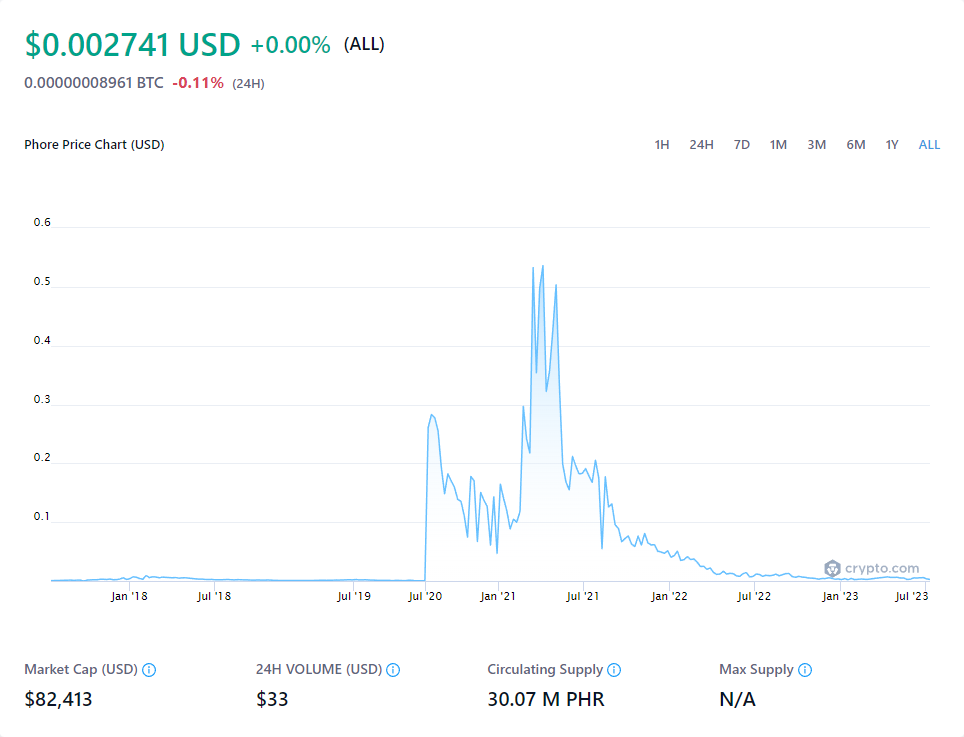 $0.002741 USD +0.00% (ALL)
0.00000008961 BTC -0.11% (24H)
Phore Price Chart (USD) 1H 24H 7D 1M 3M 6M 1Y ALL
0.6
0.5
0.4
0.3
0.2
0.1
crypto.com
Jan '18 Jul '18 Jul '19 Jul '20 Jan '21 Jul '21 Jan '22 Jul '22 Jan '23 Jul '23
Market Cap (USD) 24H VOLUME (USD) Circulating Supply Max Supply
$82,413 $33 30.07 M PHR N/A